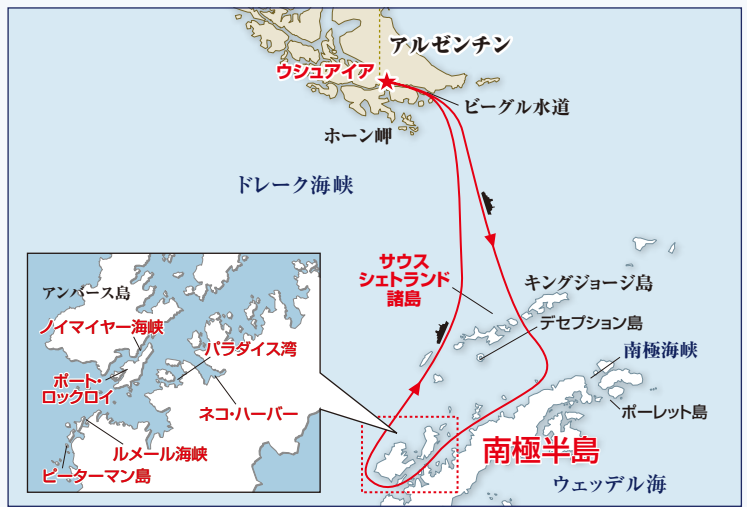 アルゼンチン
ウシュアイア
ビーグル水道
ホーン岬
ドレーク海峡
サウス
シェトランド
諸島
キングジョージ島
デセプション島
南極海峡
ポーレット島
南極半島
ウェッデル海
アンバース島
ノイマイヤー海峡
パラダイス湾
ポート・
ロックロイ
ネコ・ハーバー
ルメール海峡
ピーターマン島